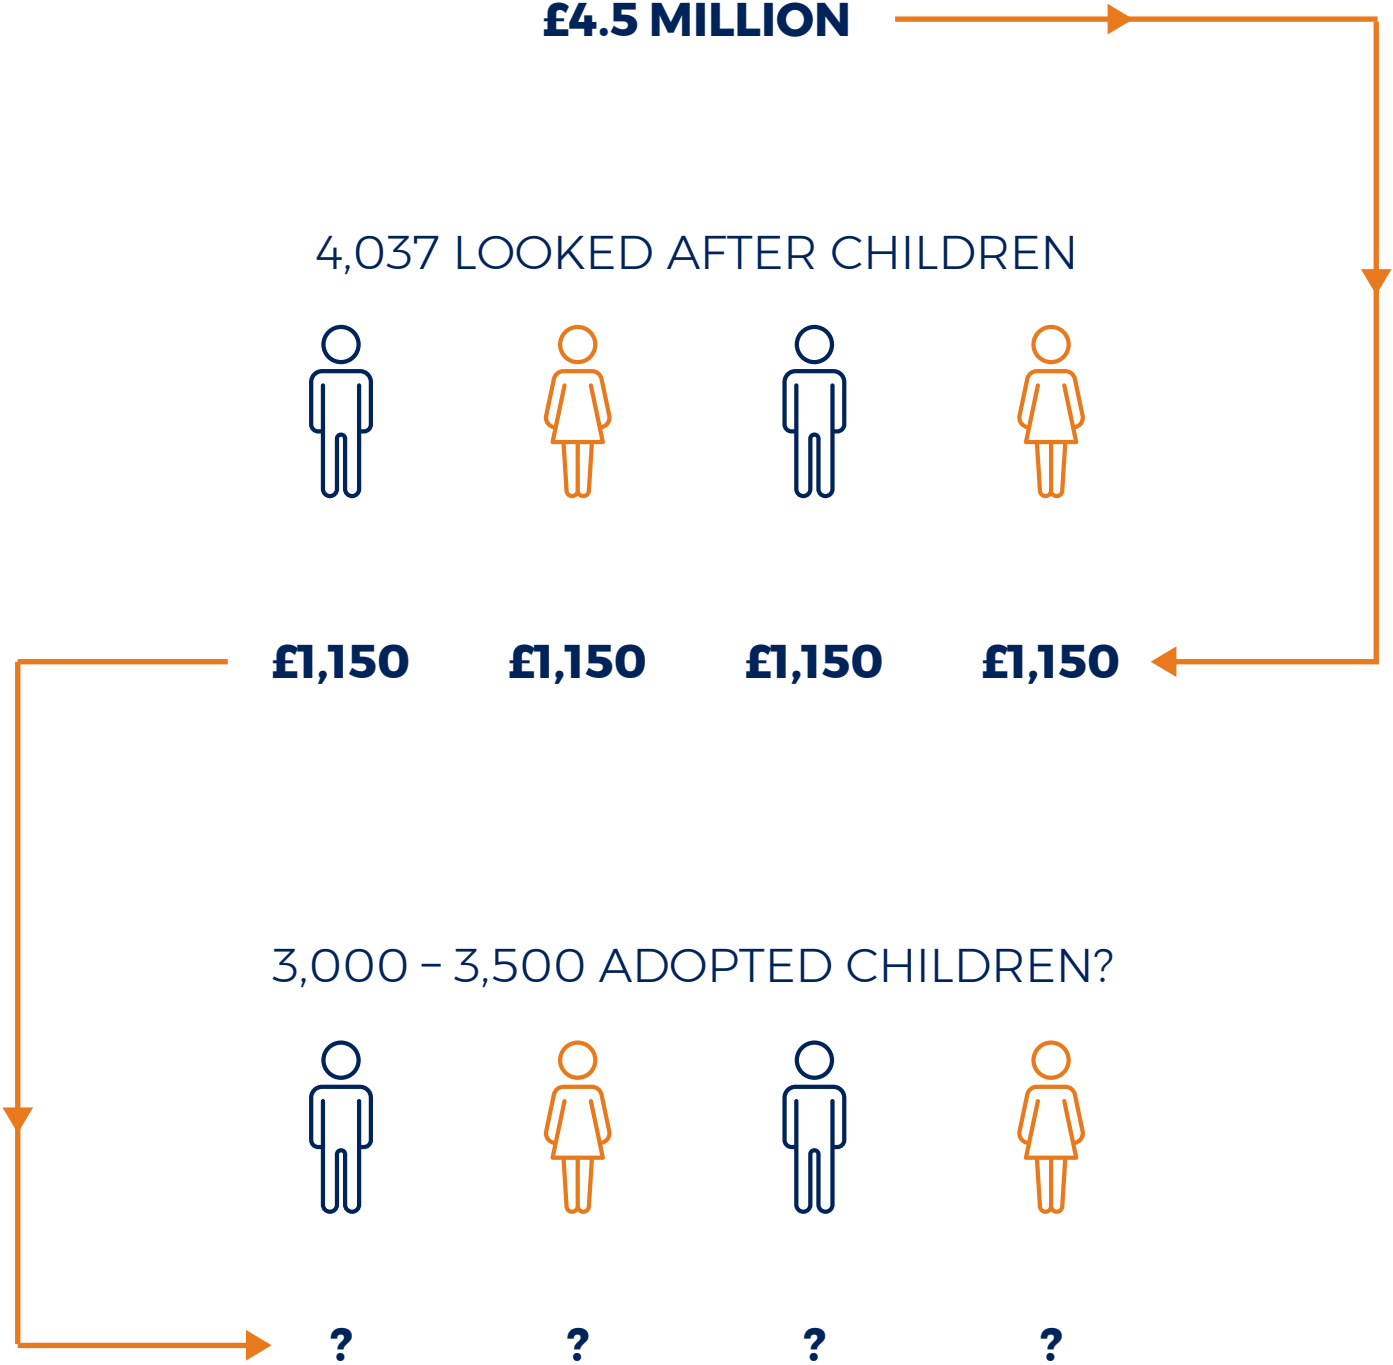 £4.5 MILLION
4,037 LOOKED AFTER CHILDREN
£1,150 £1,150 £1,150 £1,150
3,000 – 3,500 ADOPTED CHILDREN?
? ? ? ?